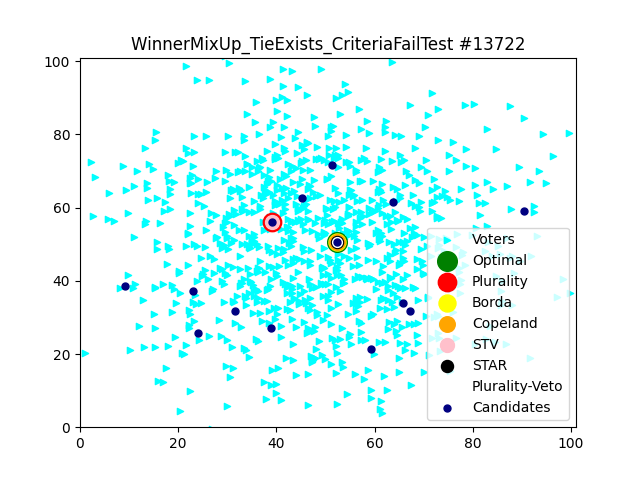 WinnerMixUp_TieExists_CriteriaFailTest #13722
100
80
60
40
20
0
0
20
40
60
80
100
Voters
Optimal
Plurality
Borda
Copeland
STV
STAR
Plurality-Veto
Candidates